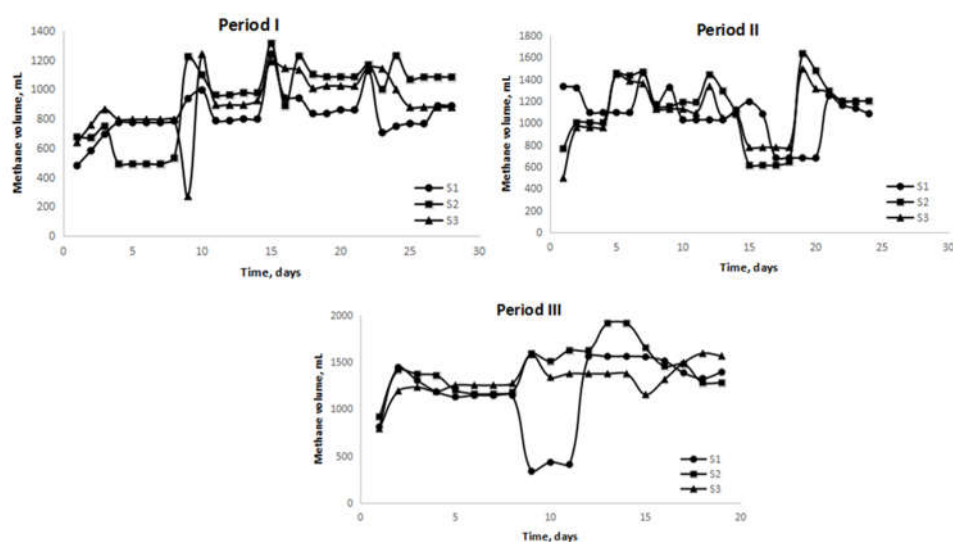 Period I
Methane volume, mL
1400
1200
1000
800
600
400
200
0
0 5 10 15 20 25 30
Time, days
S1
S2
S3
Period II
Methane volume, mL
1800
1600
1400
1200
1000
800
600
400
200
0
0 5 10 15 20 25 30
Time, days
S1
S2
S3
Period III
Methane volume, mL
2000
1500
1000
500
0
0 5 10 15 20
Time, days
S1
S2
S3